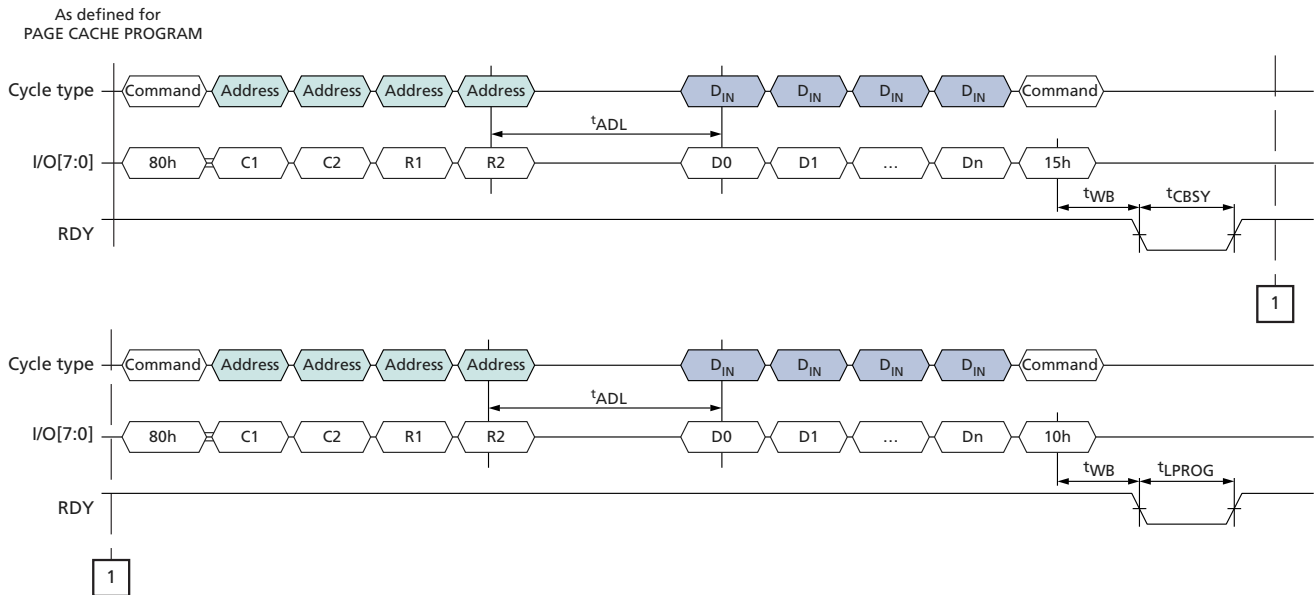 As defined for
PAGE CACHE PROGRAM
Cycle type Command Address Address Address Address DIN DIN DIN DIN Command
tADL
I/O[7:0] 80h C1 C2 R1 R2 D0 D1 … Dn 15h
tWB tCBSY
RDY
1
Cycle type Command Address Address Address Address DIN DIN DIN DIN Command
tADL
I/O[7:0] 80h C1 C2 R1 R2 D0 D1 … Dn 10h
tWB tLPROG
RDY
1